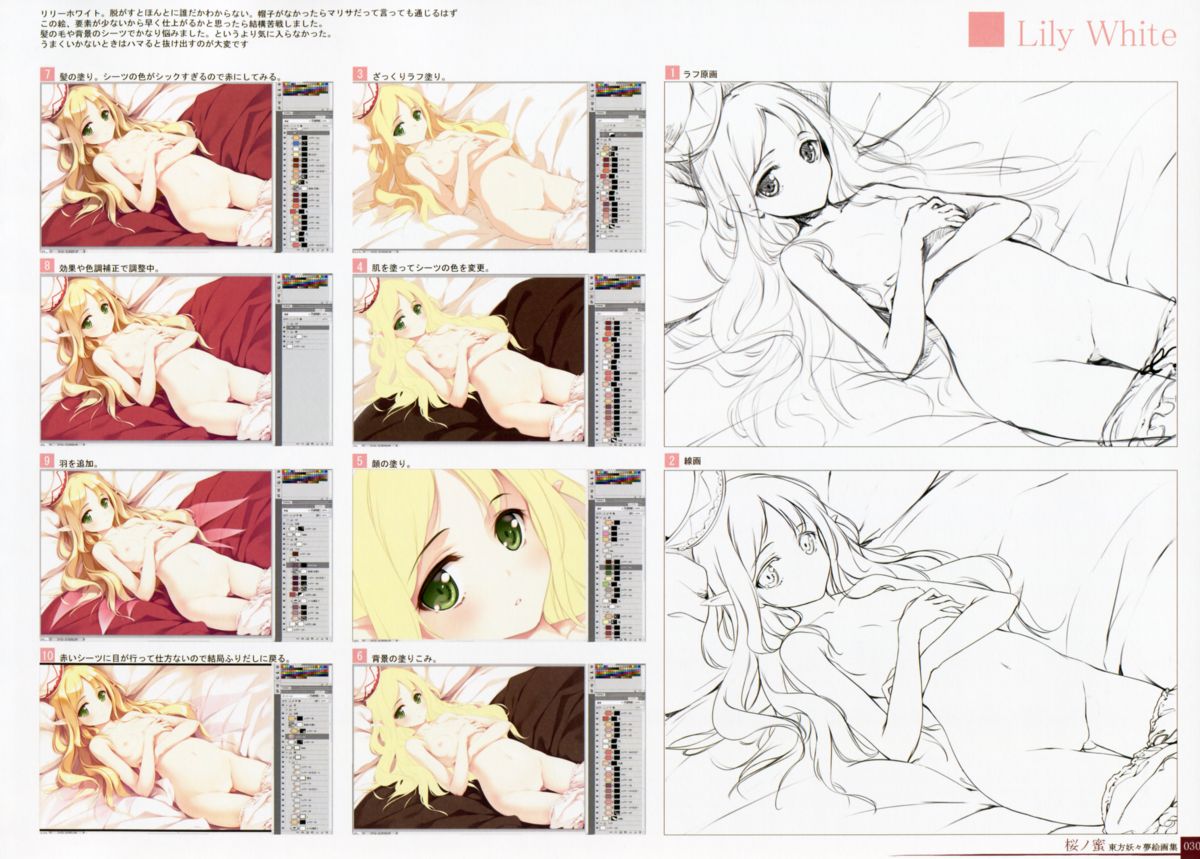 リリーホワイト。脱がすとほんとに誰だかわからない。帽子がなかったらマリサだって言っても通じるはず
この絵、要素が少ないから早く仕上がるかと思ったら結構苦戦しました。
髪の毛や背景のシーツでかなり悩みました。というより気に入らなかった。
うまくいかないときはハマると抜け出すのが大変です
Lily White
1 ラフ原画
2 線画
3 ざっくりラフ塗り。
4 肌を塗ってシーツの色を変更。
5 顔の塗り。
6 背景の塗りこみ。
7 髪の塗り。シーツの色がシックすぎるので赤にしてみる。
8 効果や色調補正で調整中。
9 羽を追加。
10 赤いシーツに目が行って仕方ないので結局ふりだしに戻る。
桜ノ蜜 東方妖々夢絵画集 030